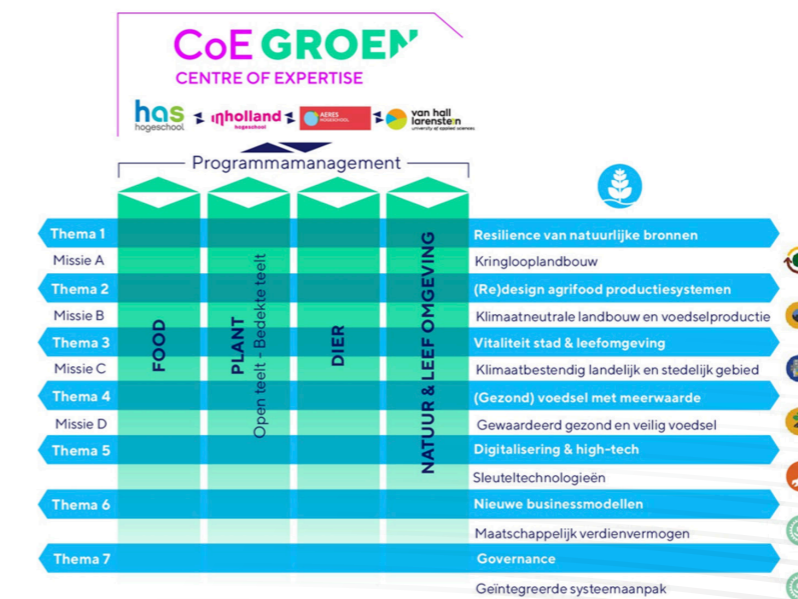 CoE GROEN
CENTRE OF EXPERTISE
has
hogeschool
inholland
hogeschool
AERES
HOGESCHOOL
van hall
larenstein
university of applied sciences
Programmamanagement
FOOD
PLANT
Open teelt - Bedekte teelt
DIER
NATUUR & LEEF OMGEVING
Thema 1 Resilience van natuurlijke bronnen
Missie A Kringlooplandbouw
Thema 2 (Re)design agrifood productiesystemen
Missie B Klimaatneutrale landbouw en voedselproductie
Thema 3 Vitaliteit stad & leefomgeving
Missie C Klimaatbestendig landelijk en stedelijk gebied
Thema 4 (Gezond) voedsel met meerwaarde
Missie D Gewaardeerd gezond en veilig voedsel
Thema 5 Digitalisering & high-tech
Sleuteltechnologieën
Thema 6 Nieuwe businessmodellen
Maatschappelijk verdienvermogen
Thema 7 Governance
Geïntegreerde systeemaanpak